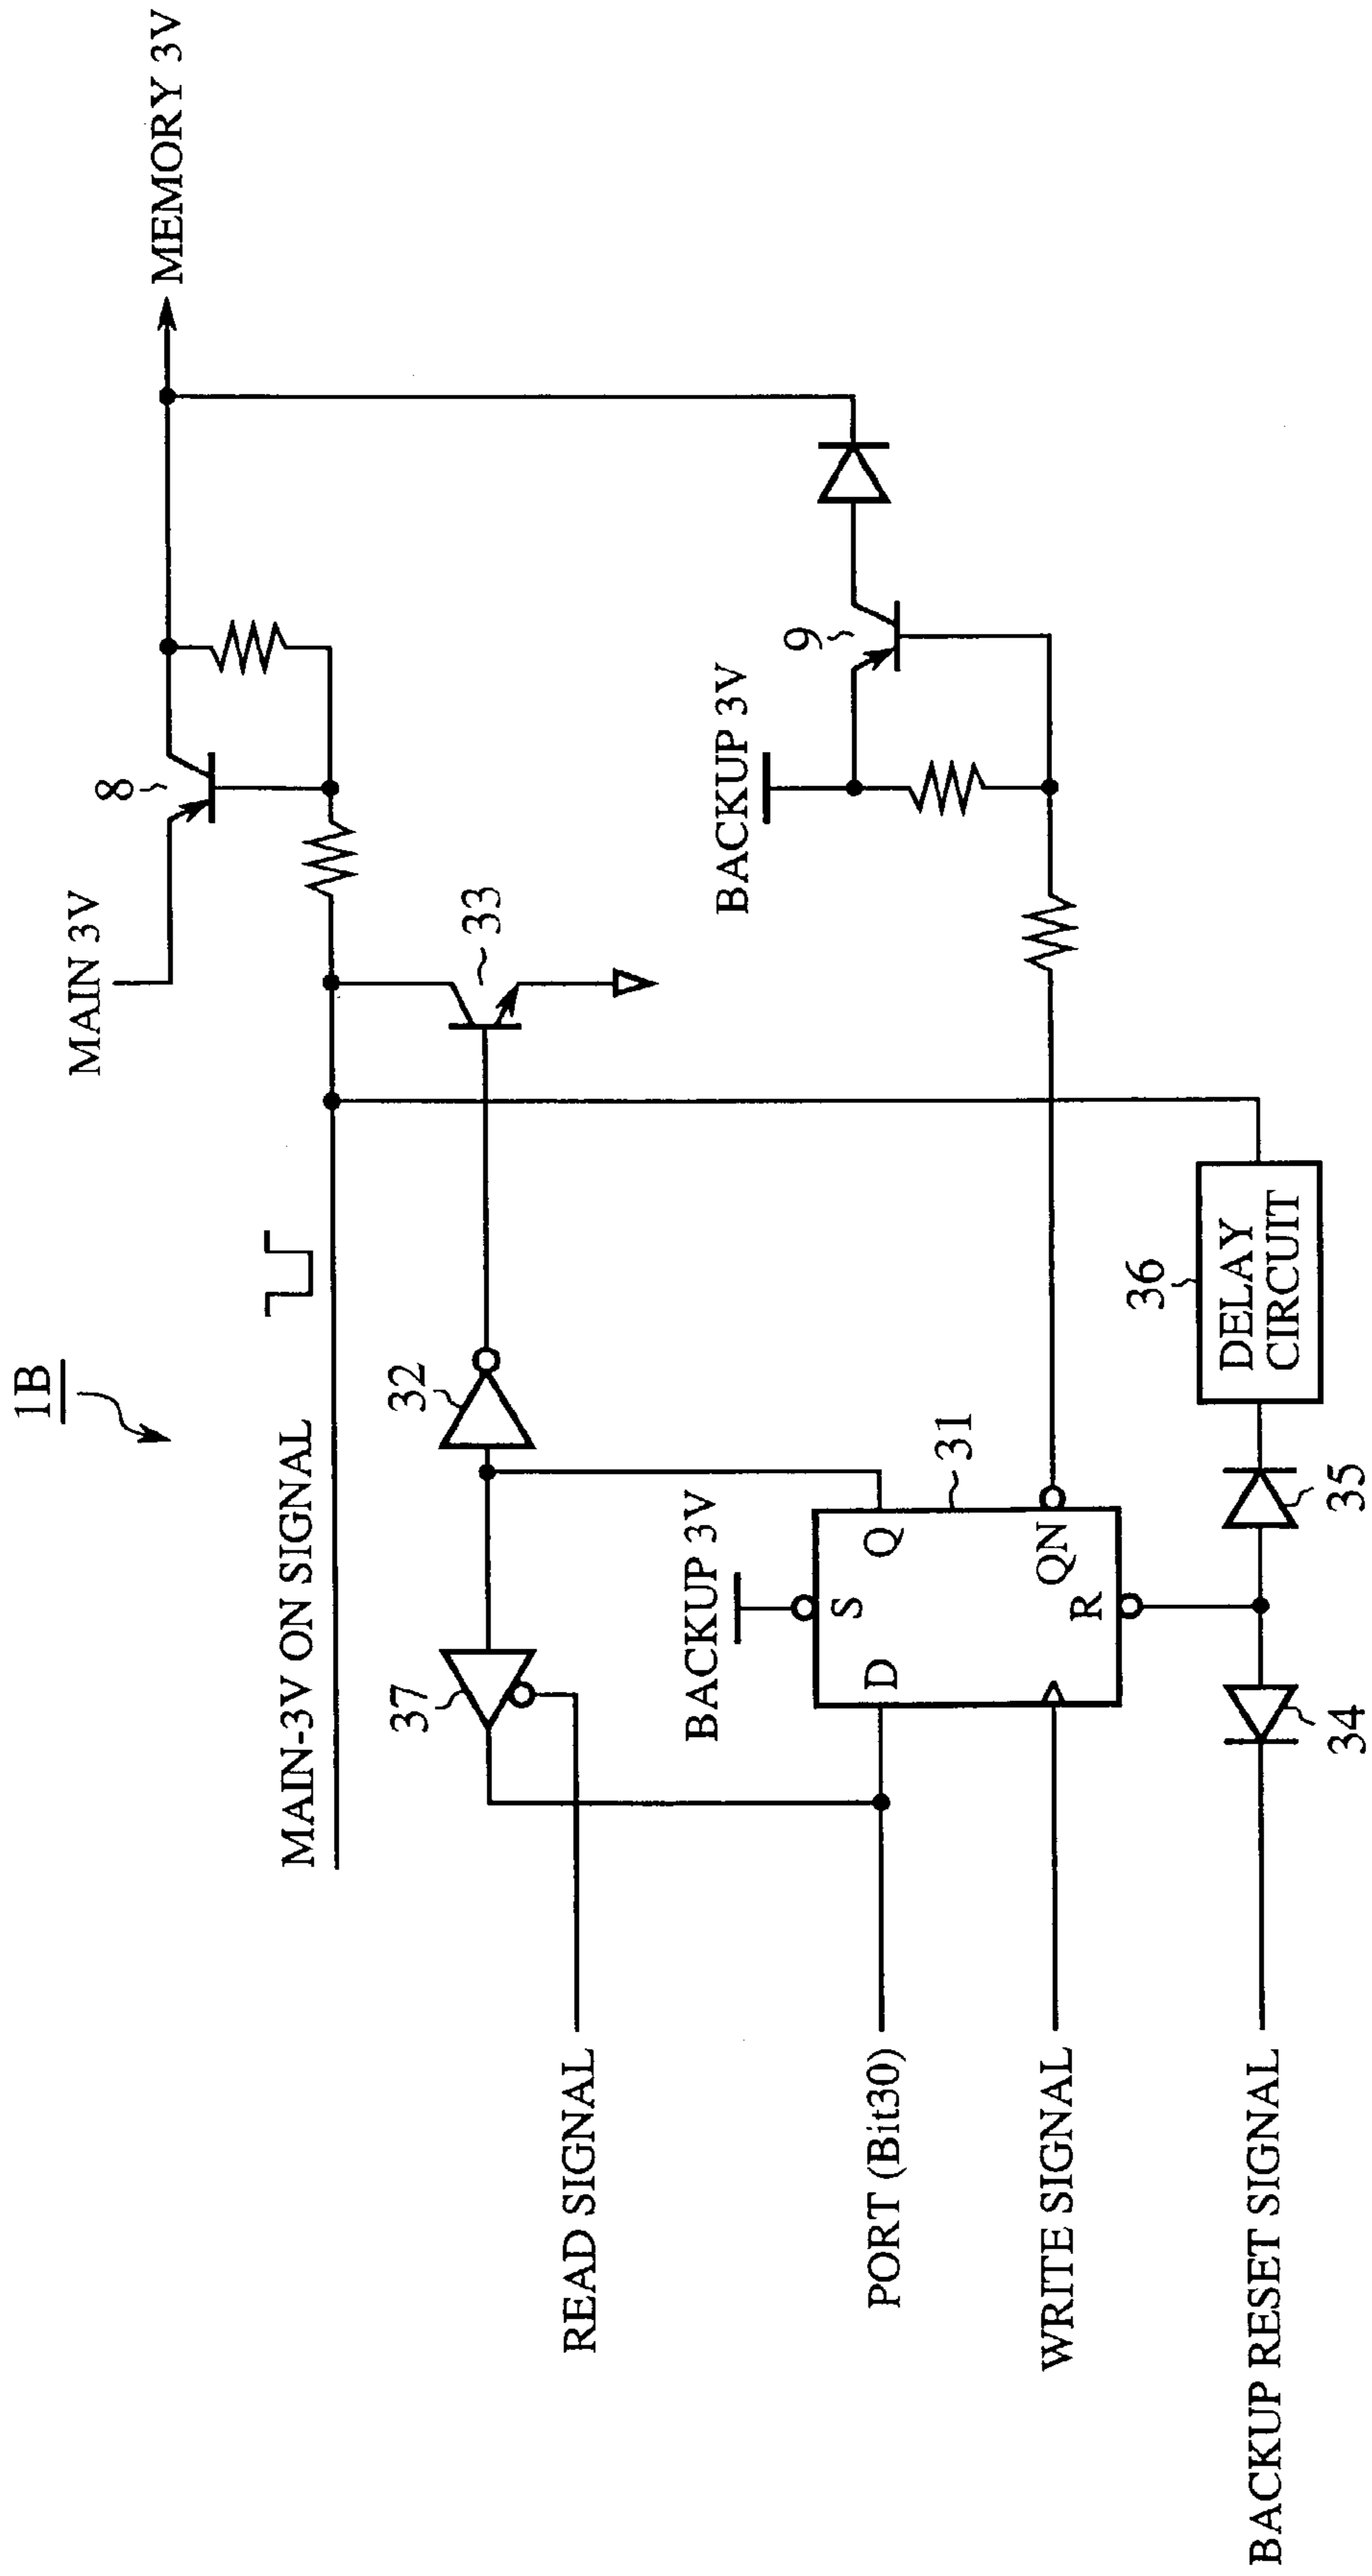 1B
MAIN-3V ON SIGNAL
MAIN 3V
8
MEMORY 3V
33
32
37
READ SIGNAL
BACKUP 3V
9
BACKUP 3V
31
S
D
Q
QN
R
PORT (Bit30)
WRITE SIGNAL
36
DELAY
CIRCUIT
34
35
BACKUP RESET SIGNAL